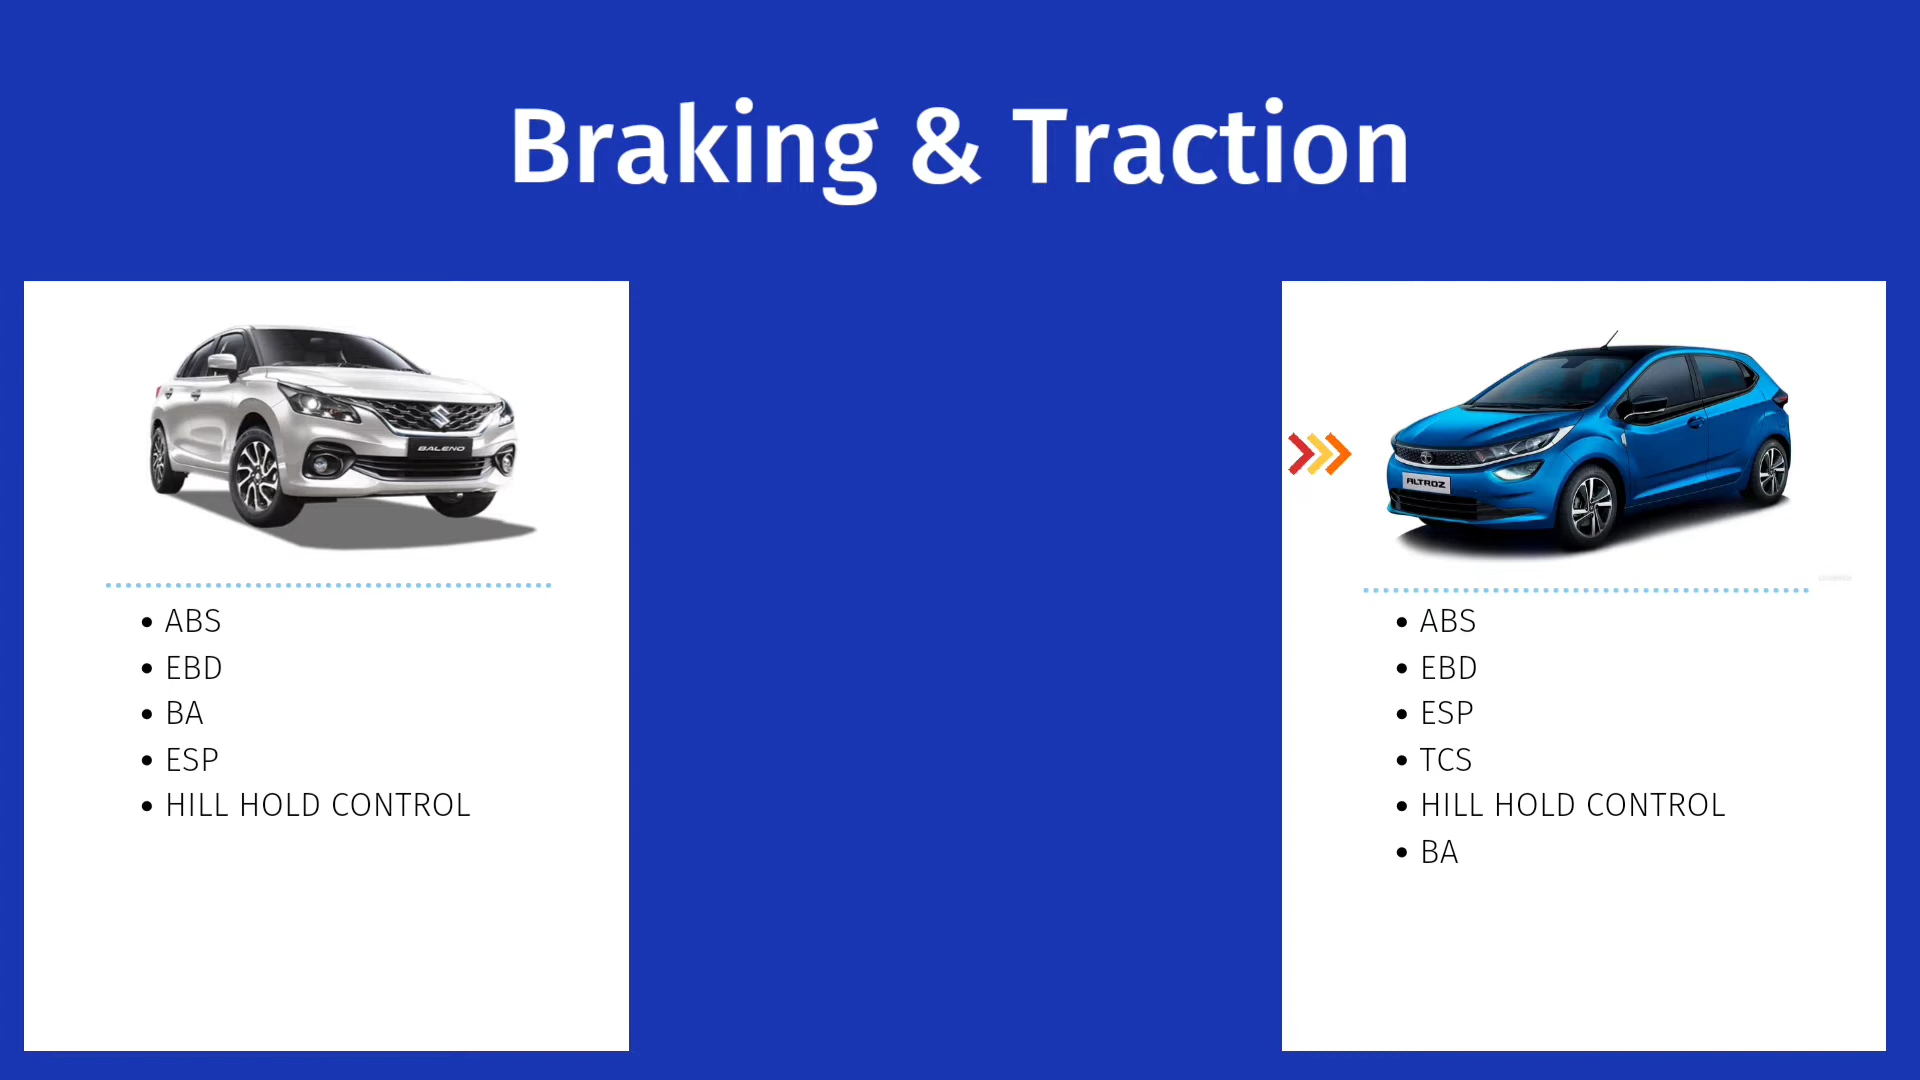 Braking & Traction
BALENO
• ABS
• EBD
• BA
• ESP
• HILL HOLD CONTROL
ALTROZ
• ABS
• EBD
• ESP
• TCS
• HILL HOLD CONTROL
• BA